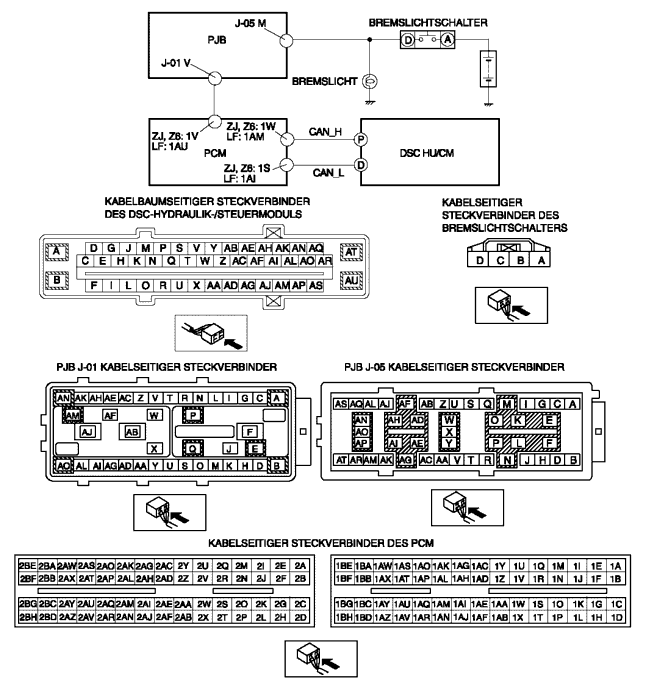 J-05 M
PJB
BREMSLICHTSCHALTER
D A
J-01 V
BREMSLICHT
ZJ, Z6: 1V
LF: 1AU
ZJ, Z6: 1W
LF: 1AM
CAN_H
P
PCM
DSC HU/CM
ZJ, Z6: 1S
LF: 1AI
CAN_L
D
KABELBAUMSEITIGER STECKVERBINDER
DES DSC-HYDRAULIK-/STEUERMODULS
KABELSEITIGER
STECKVERBINDER DES
BREMSLICHTSCHALTERS
A D G J M P S V Y AB AE AH AK AN AQ AT
C E H K N Q T W Z AC AF AI AL AO AR
B F I L O R U X AA AD AG AJ AM AP AS AU
D C B A
PJB J-01 KABELSEITIGER STECKVERBINDER
AN AK AH AE AC Z V T R N L I G C A
AM AF W P
AJ AB F
X Q J E
AO AL AI AG AD AA Y U S O M K H D B
PJB J-05 KABELSEITIGER STECKVERBINDER
AS AQ AL AJ AF AB Z U S Q M I G C A
AN AH AD W O K E
AO X
AP AI AE Y P L F
AT AR AM AK AG AC AA V T R N J H D B
KABELSEITIGER STECKVERBINDER DES PCM
2BE 2BA 2AW 2AS 2AO 2AK 2AG 2AC 2Y 2U 2Q 2M 2I 2E 2A
2BF 2BB 2AX 2AT 2AP 2AL 2AH 2AD 2Z 2V 2R 2N 2J 2F 2B
2BG 2BC 2AY 2AU 2AQ 2AM 2AI 2AE 2AA 2W 2S 2O 2K 2G 2C
2BH 2BD 2AZ 2AV 2AR 2AN 2AJ 2AF 2AB 2X 2T 2P 2L 2H 2D
1BE 1BA 1AW 1AS 1AO 1AK 1AG 1AC 1Y 1U 1Q 1M 1I 1E 1A
1BF 1BB 1AX 1AT 1AP 1AL 1AH 1AD 1Z 1V 1R 1N 1J 1F 1B
1BG 1BC 1AY 1AU 1AQ 1AM 1AI 1AE 1AA 1W 1S 1O 1K 1G 1C
1BH 1BD 1AZ 1AV 1AR 1AN 1AJ 1AF 1AB 1X 1T 1P 1L 1H 1D